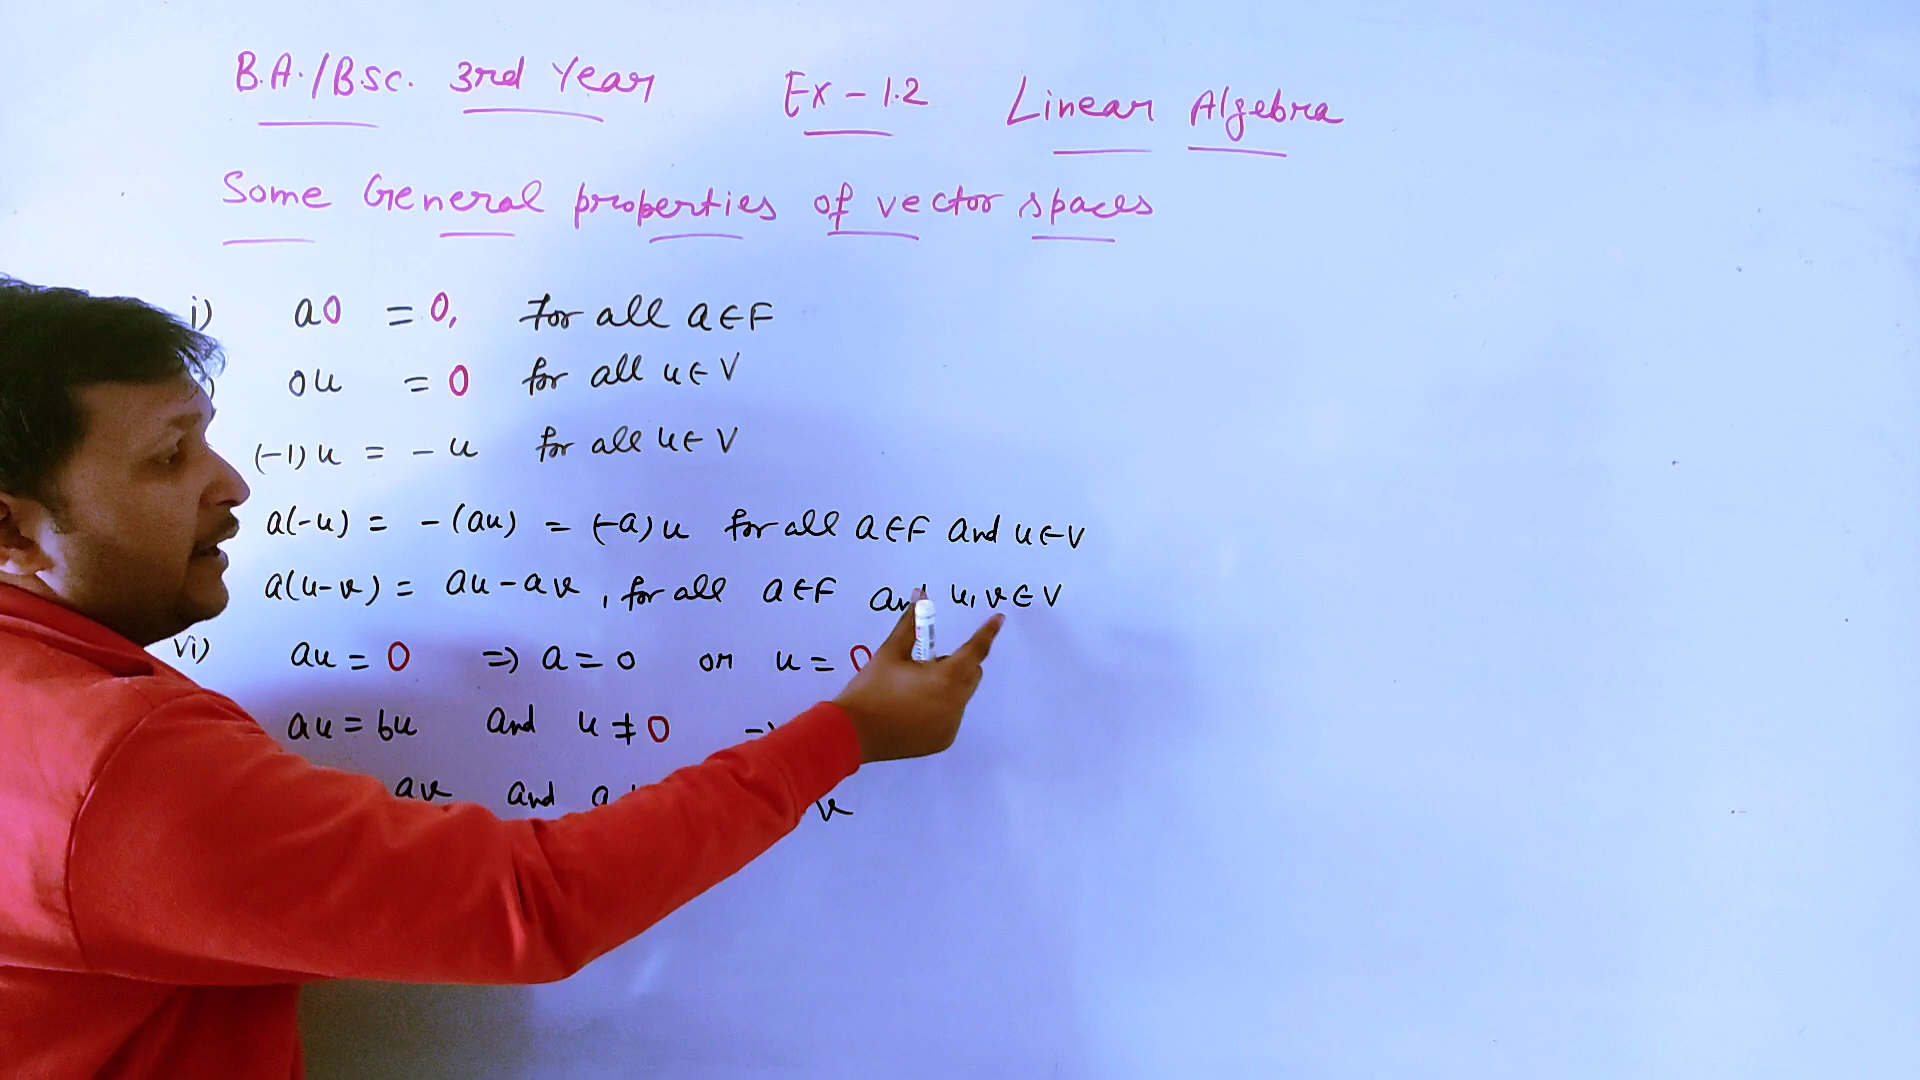 B.A./B.sc. 3rd Year Ex - 1.2 Linear Algebra
Some General properties of vector spaces
i) a0 = 0, for all a∈F
0u = 0 for all u∈V
(-1)u = -u for all u∈V
a(-u) = -(au) = (-a)u for all a∈F and u∈V
a(u-v) = au-av, for all a∈F and u,v∈V
vi) au = 0 => a = 0 or u = 0
au = bu and u ≠ 0
av and a v